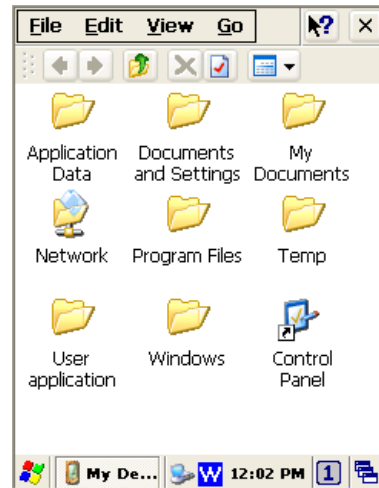 File Edit View Go ?
Application Documents My
Data and Settings Documents
Network Program Files Temp
User Windows Control
application Panel
My De... W 12:02 PM 1